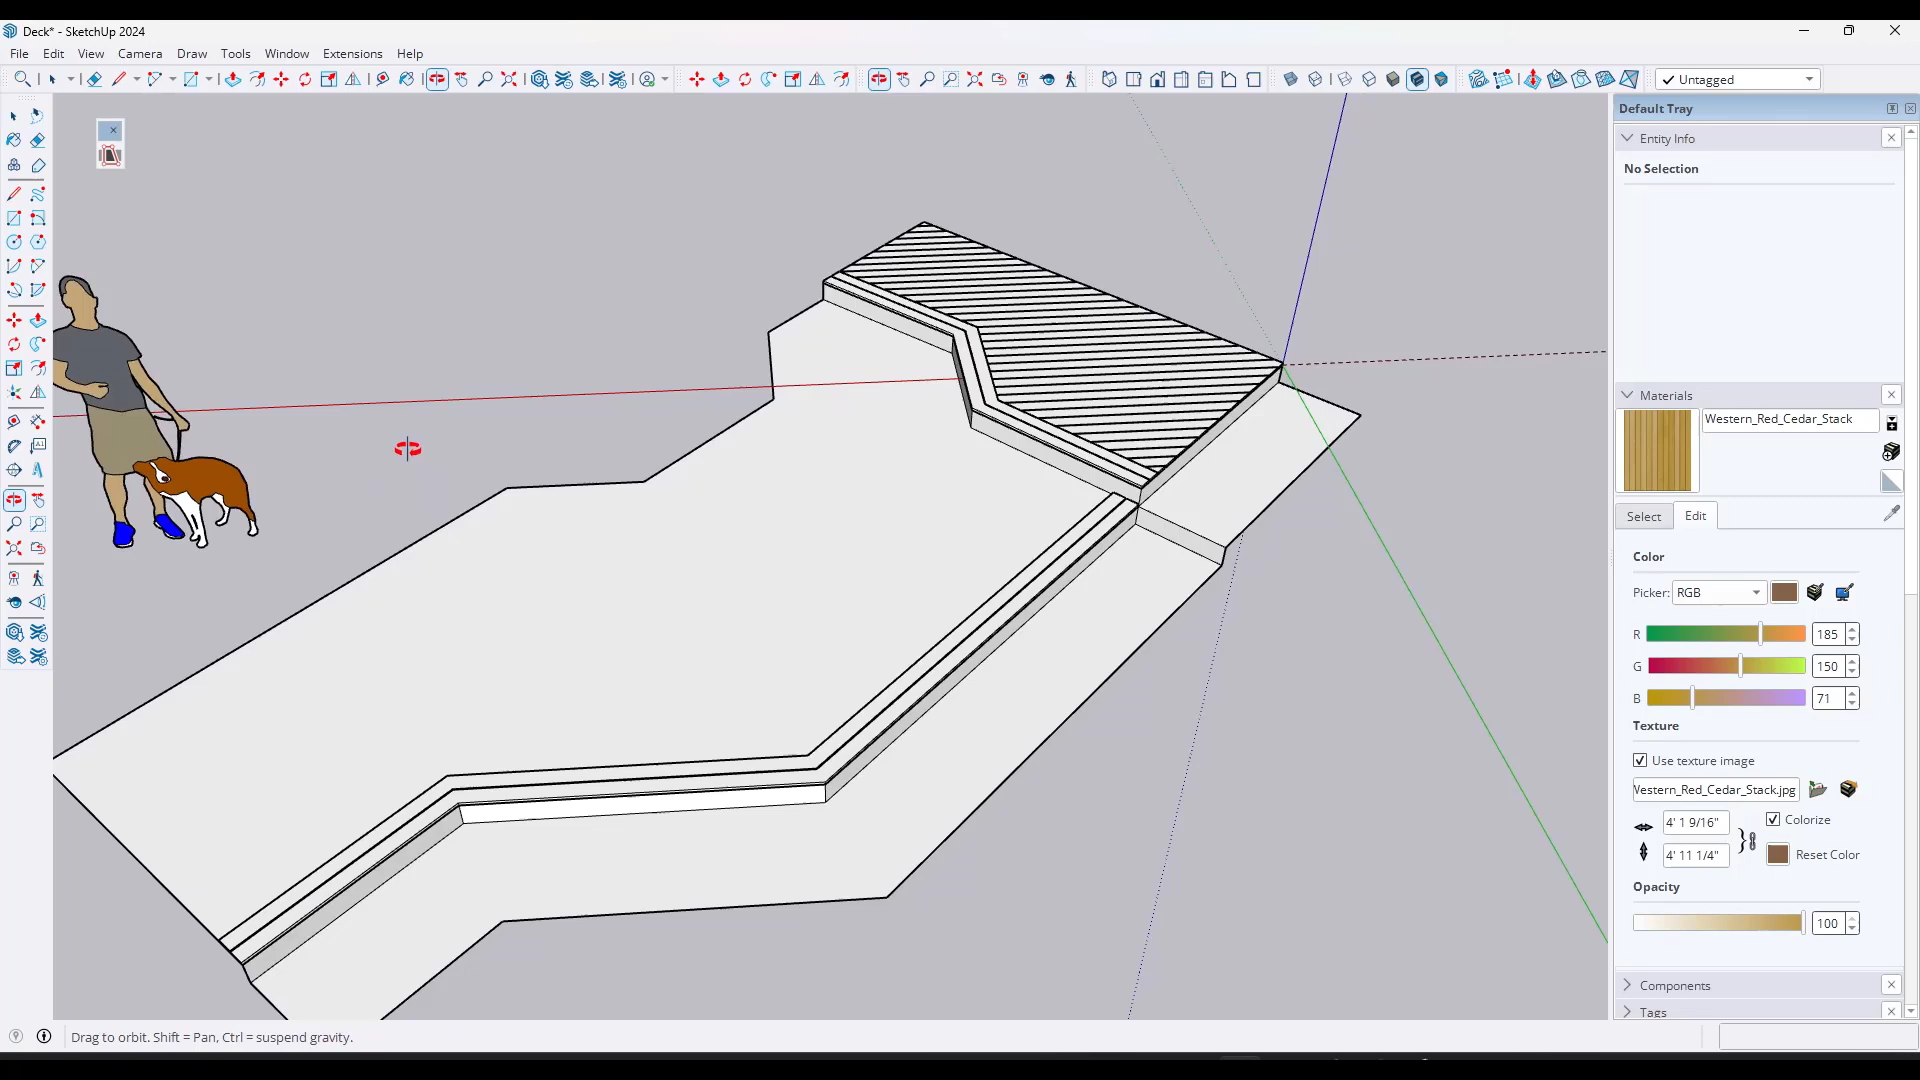 Deck* - SketchUp 2024
File Edit View Camera Draw Tools Window Extensions Help
Untagged
Default Tray
Entity Info
No Selection
Materials
Western_Red_Cedar_Stack
Select Edit
Color
Picker: RGB
R 185
G 150
B 71
Texture
Use texture image
Western_Red_Cedar_Stack.jpg
4' 1 9/16" Colorize
4' 11 1/4" Reset Color
Opacity
100
Components
Tags
Drag to orbit. Shift = Pan, Ctrl = suspend gravity.